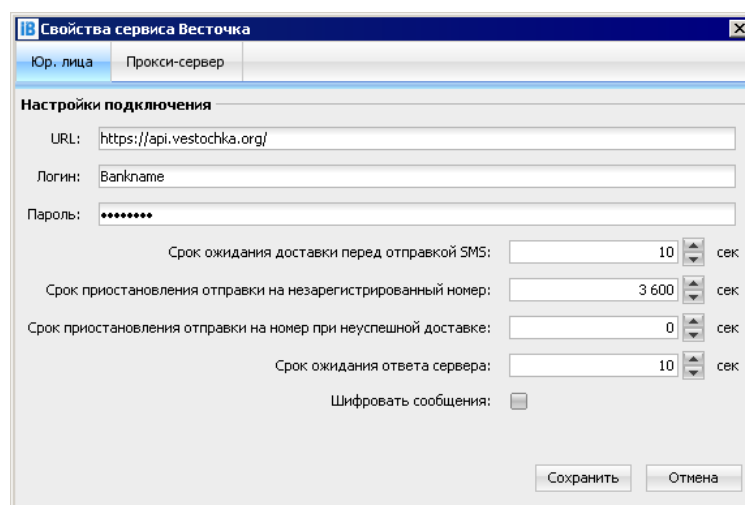 iB Свойства сервиса Весточка
Юр. лица Прокси-сервер
Настройки подключения
URL: https://api.vestochka.org/
Логин: Bankname
Пароль: ••••••••
Срок ожидания доставки перед отправкой SMS: 10 сек
Срок приостановления отправки на незарегистрированный номер: 3 600 сек
Срок приостановления отправки на номер при неуспешной доставке: 0 сек
Срок ожидания ответа сервера: 10 сек
Шифровать сообщения:
Сохранить Отмена